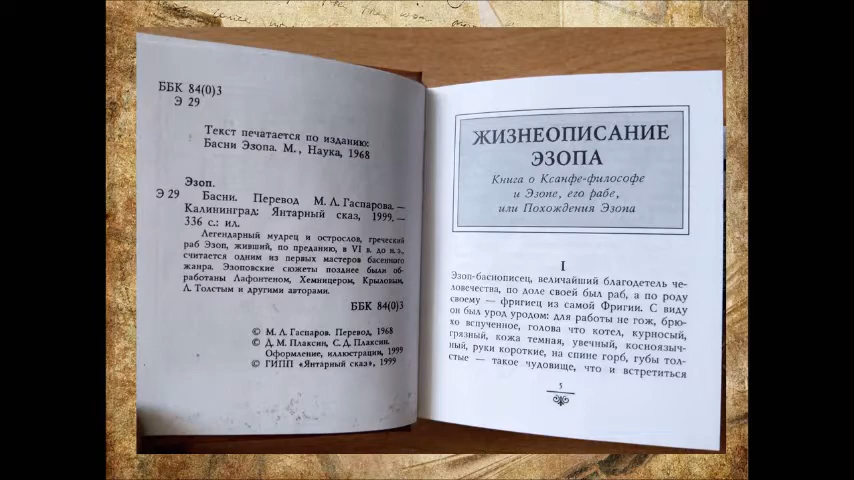 ББК 84(0)3
Э 29
Текст печатается по изданию:
Басни Эзопа. М., Наука, 1968
Эзоп.
Э 29 Басни. Перевод М. Л. Гаспарова. —
Калининград: Янтарный сказ, 1999. —
336 с.: ил.
Легендарный мудрец и острослов, греческий
раб Эзоп, живший, по преданию, в VI в. до н.э.,
считается одним из первых мастеров басенного
жанра. Эзоповские сюжеты позднее были об-
работаны Лафонтеном, Хемницером, Крыловым,
Л. Толстым и другими авторами.
ББК 84(0)3
© М. Л. Гаспаров. Перевод, 1968
© Д. М. Плаксин, С. Д. Плаксин.
Оформление, иллюстрации, 1999
© ГИПП «Янтарный сказ», 1999
ЖИЗНЕОПИСАНИЕ
ЭЗОПА
Книга о Ксанфе-философе
и Эзопе, его рабе,
или Похождения Эзопа
I
Эзоп-баснописец, величайший благодетель че-
ловечества, по доле своей был раб, а по роду
своему — фригиец из самой Фригии. С виду
он был урод уродом: для работы не гож, брю-
хо вспученное, голова что котел, курносый,
грязный, кожа темная, увечный, косноязыч-
ный, руки короткие, на спине горб, губы тол-
стые — такое чудовище, что и встретиться
5